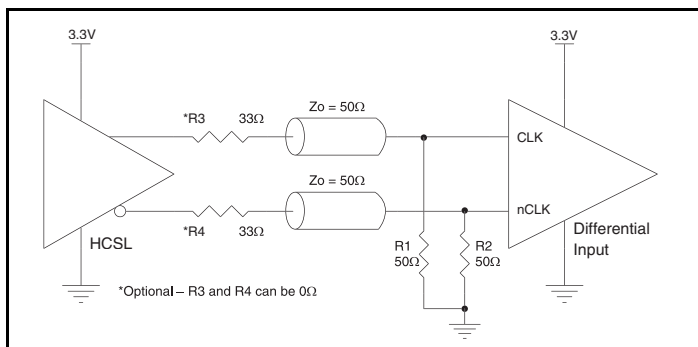 3.3V
3.3V
*R3
33Ω
Zo = 50Ω
CLK
Zo = 50Ω
nCLK
HCSL
*R4
33Ω
R1
50Ω
R2
50Ω
Differential
Input
*Optional – R3 and R4 can be 0Ω